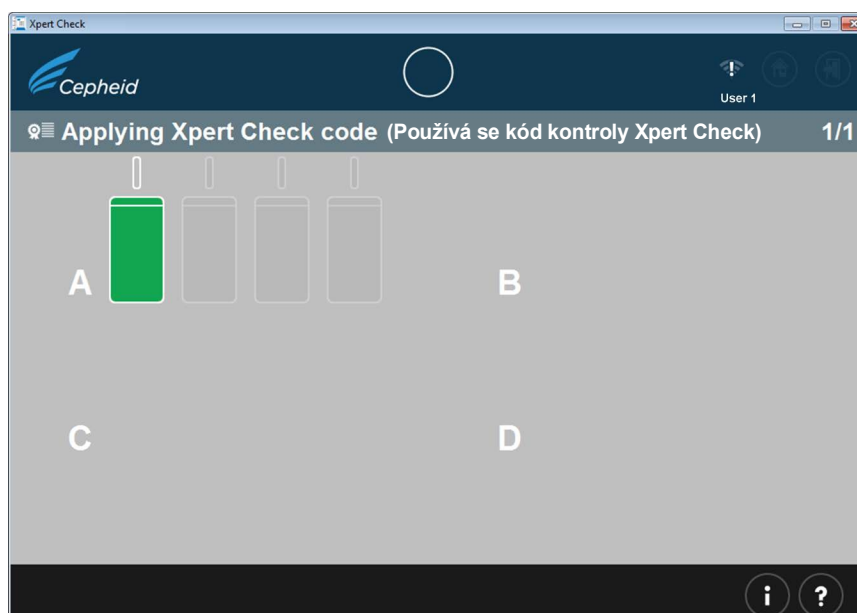 Xpert Check
Cepheid
User 1
Applying Xpert Check code (Používá se kód kontroly Xpert Check) 1/1
A
B
C
D
i ?